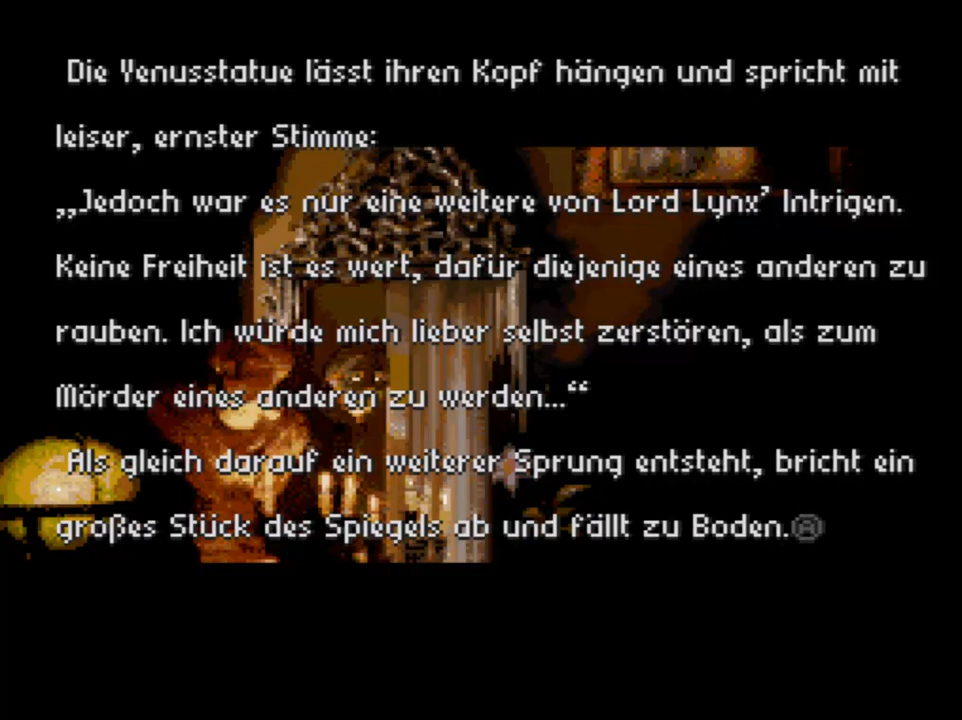 Die Venusstatue lässt ihren Kopf hängen und spricht mit
leiser, ernster Stimme:
„Jedoch war es nur eine weitere von Lord Lynx’ Intrigen.
Keine Freiheit ist es wert, dafür diejenige eines anderen zu
rauben. Ich würde mich lieber selbst zerstören, als zum
Mörder eines anderen zu werden...“
Als gleich darauf ein weiterer Sprung entsteht, bricht ein
großes Stück des Spiegels ab und fällt zu Boden.Ⓐ